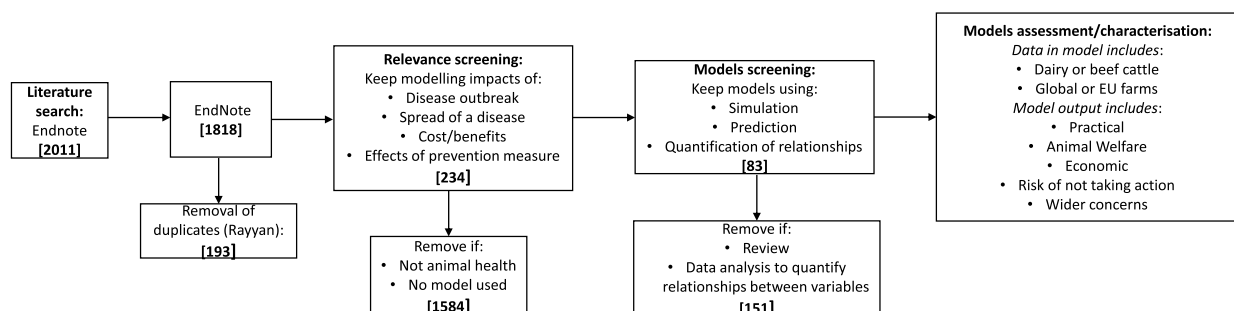 Literature
search:
Endnote
[2011]
EndNote
[1818]
Removal of
duplicates (Rayyan):
[193]
Relevance screening:
Keep modelling impacts of:
• Disease outbreak
• Spread of a disease
• Cost/benefits
• Effects of prevention measure
[234]
Remove if:
• Not animal health
• No model used
[1584]
Models screening:
Keep models using:
• Simulation
• Prediction
• Quantification of relationships
[83]
Remove if:
• Review
• Data analysis to quantify
relationships between variables
[151]
Models assessment/characterisation:
Data in model includes:
• Dairy or beef cattle
• Global or EU farms
Model output includes:
• Practical
• Animal Welfare
• Economic
• Risk of not taking action
• Wider concerns